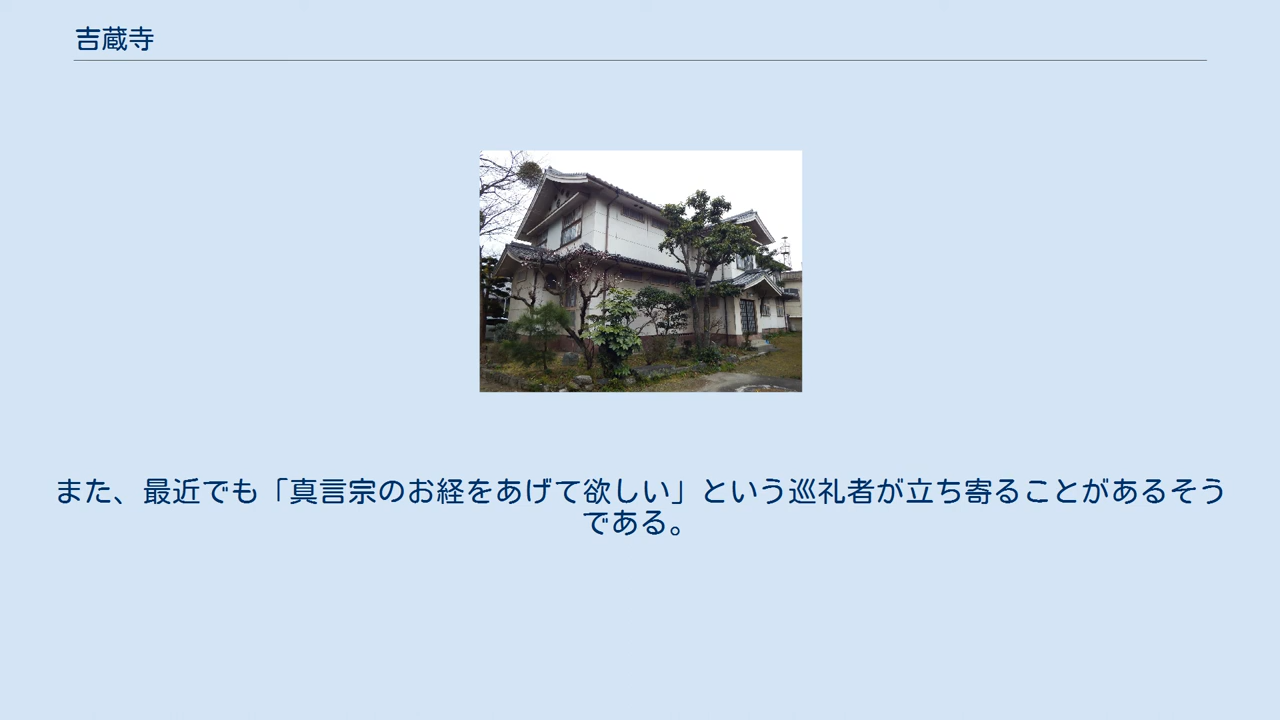 吉蔵寺
また、最近でも「真言宗のお経をあげて欲しい」という巡礼者が立ち寄ることがあるそう
である。